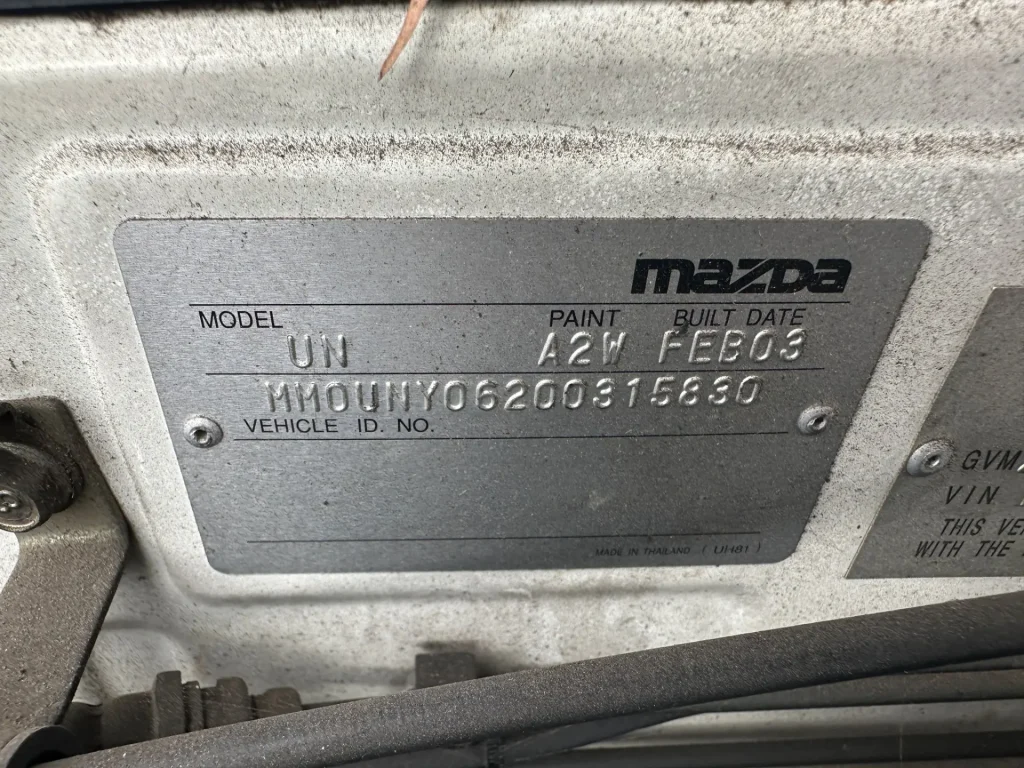 mazda
MODEL PAINT BUILT DATE
UN A2W FEB03
MM0UNY06200315830
VEHICLE ID. NO.
MADE IN THAILAND ( UH81 )
GVM
VIN
THIS VE
WITH THE